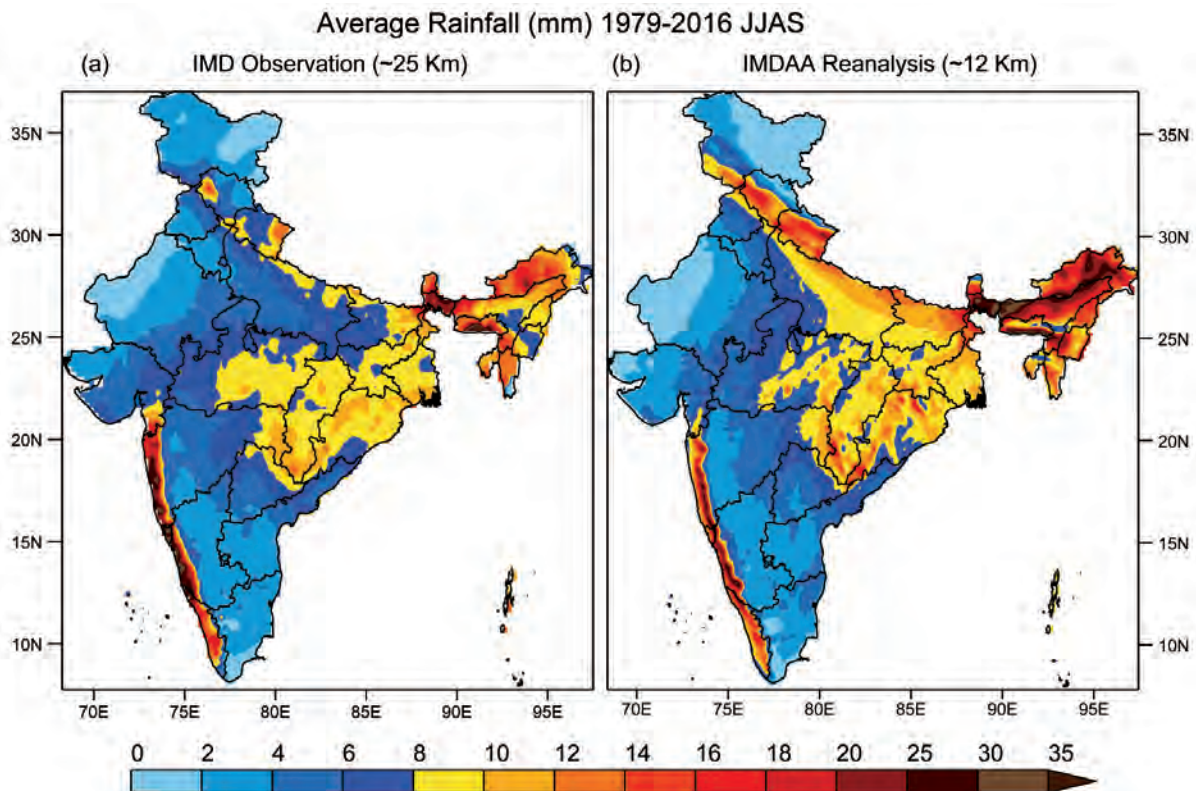 Average Rainfall (mm) 1979-2016 JJAS
(a) IMD Observation (~25 Km)
(b) IMDAA Reanalysis (~12 Km)
35N
30N
25N
20N
15N
10N
70E 75E 80E 85E 90E 95E
35N
30N
25N
20N
15N
10N
70E 75E 80E 85E 90E 95E
0 2 4 6 8 10 12 14 16 18 20 25 30 35